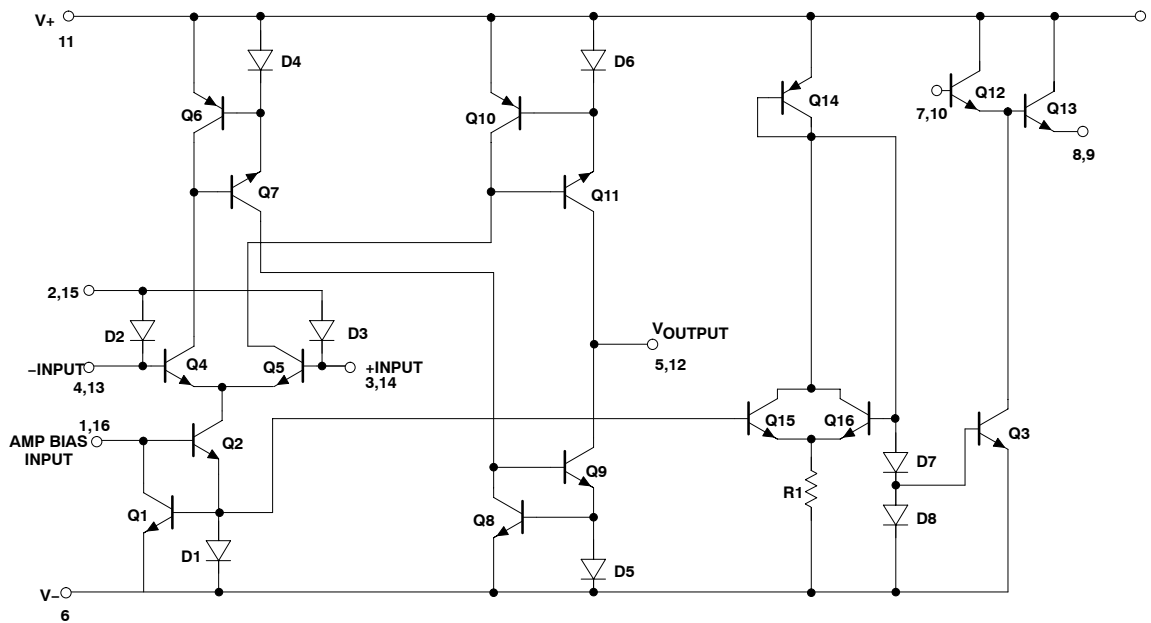 V+
11
D4
D6
Q6
Q10
Q14
Q12
Q13
7,10
8,9
Q7
Q11
2,15
D2
D3
VOUTPUT
5,12
−INPUT
4,13
Q4
Q5
+INPUT
3,14
1,16
AMP BIAS
INPUT
Q2
Q15
Q16
Q3
Q9
D7
R1
Q1
Q8
D8
D1
D5
V−
6